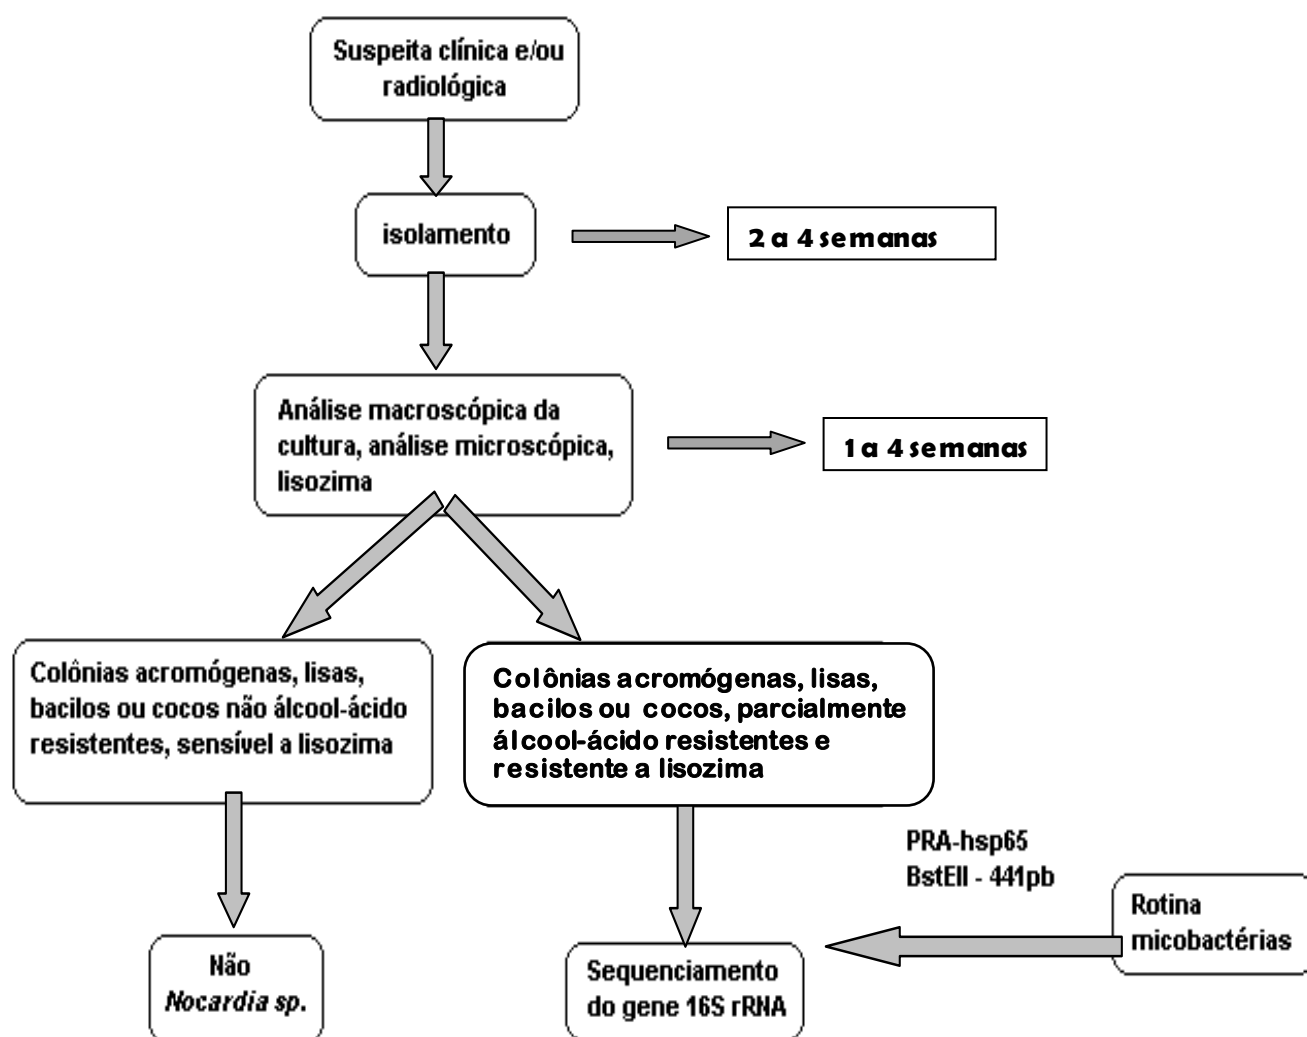 Suspeita clínica e/ou
radiológica
isolamento
2 a 4 semanas
Análise macroscópica da
cultura, análise microscópica,
lisozima
1 a 4 semanas
Colônias acromógenas, lisas,
bacilos ou cocos não álcool-ácido
resistentes, sensível a lisozima
Colônias acromógenas, lisas,
bacilos ou cocos, parcialmente
álcool-ácido resistentes e
resistente a lisozima
PRA-hsp65
BstEII - 441pb
Rotina
micobactérias
Não
Nocardia sp.
Sequenciamento
do gene 16S rRNA